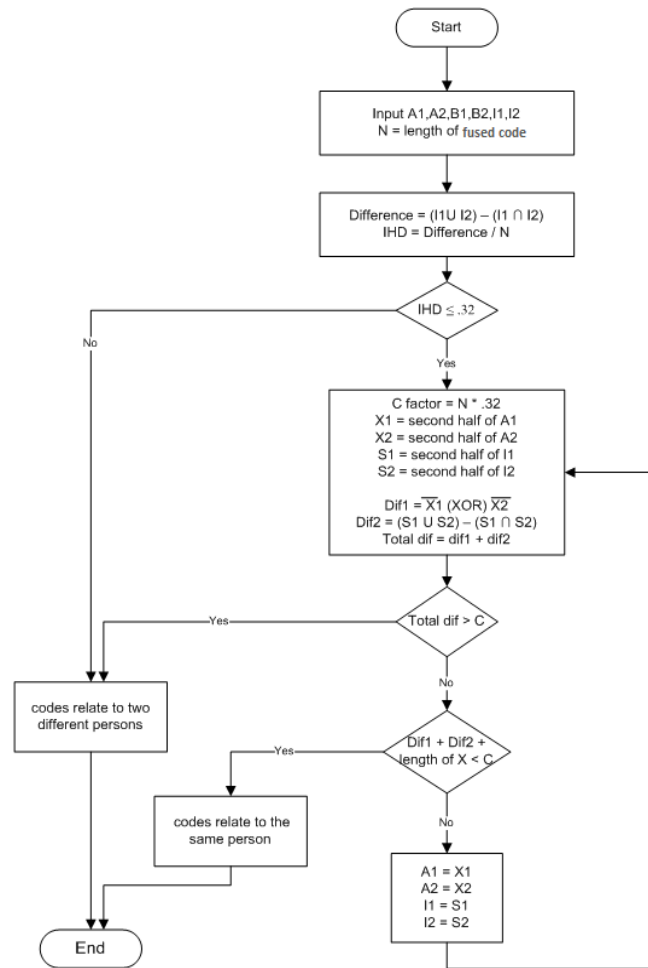 Start
Input A1,A2,B1,B2,I1,I2
N = length of fused code
Difference = (I1U I2) – (I1 ∩ I2)
IHD = Difference / N
IHD ≤ .32
No
Yes
C factor = N * .32
X1 = second half of A1
X2 = second half of A2
S1 = second half of I1
S2 = second half of I2
Dif1 = X̅1 (XOR) X̅2̅
Dif2 = (S1 U S2) – (S1 ∩ S2)
Total dif = dif1 + dif2
Total dif > C
Yes
No
codes relate to two
different persons
Dif1 + Dif2 +
length of X < C
Yes
No
codes relate to the
same person
A1 = X1
A2 = X2
I1 = S1
I2 = S2
End